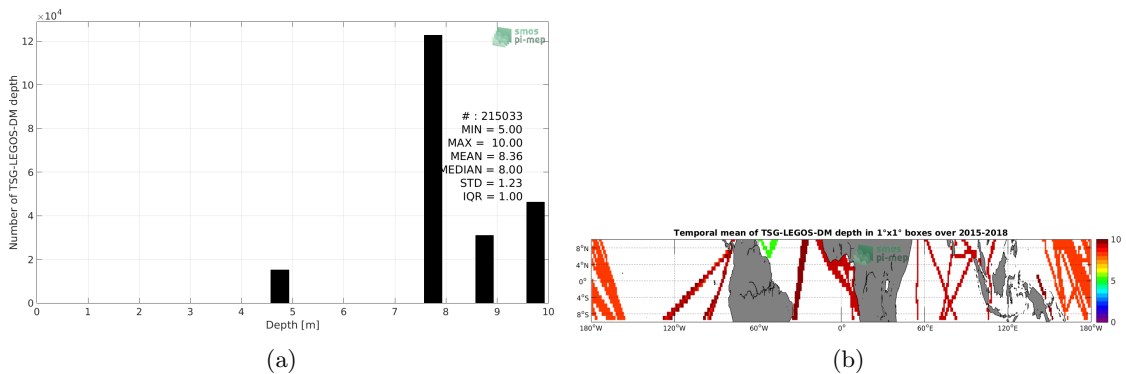 ×10⁴
12
10
8
6
4
2
0
0 1 2 3 4 5 6 7 8 9 10
Number of TSG-LEGOS-DM depth
Depth [m]
smos
pi-mep
# : 215033
MIN = 5.00
MAX = 10.00
MEAN = 8.36
MEDIAN = 8.00
STD = 1.23
IQR = 1.00
(a)
Temporal mean of TSG-LEGOS-DM depth in 1°x1° boxes over 2015-2018
smos
pi-mep
8°N
4°N
0°
4°S
8°S
180°W 120°W 60°W 0° 60°E 120°E 180°W
10
5
0
(b)